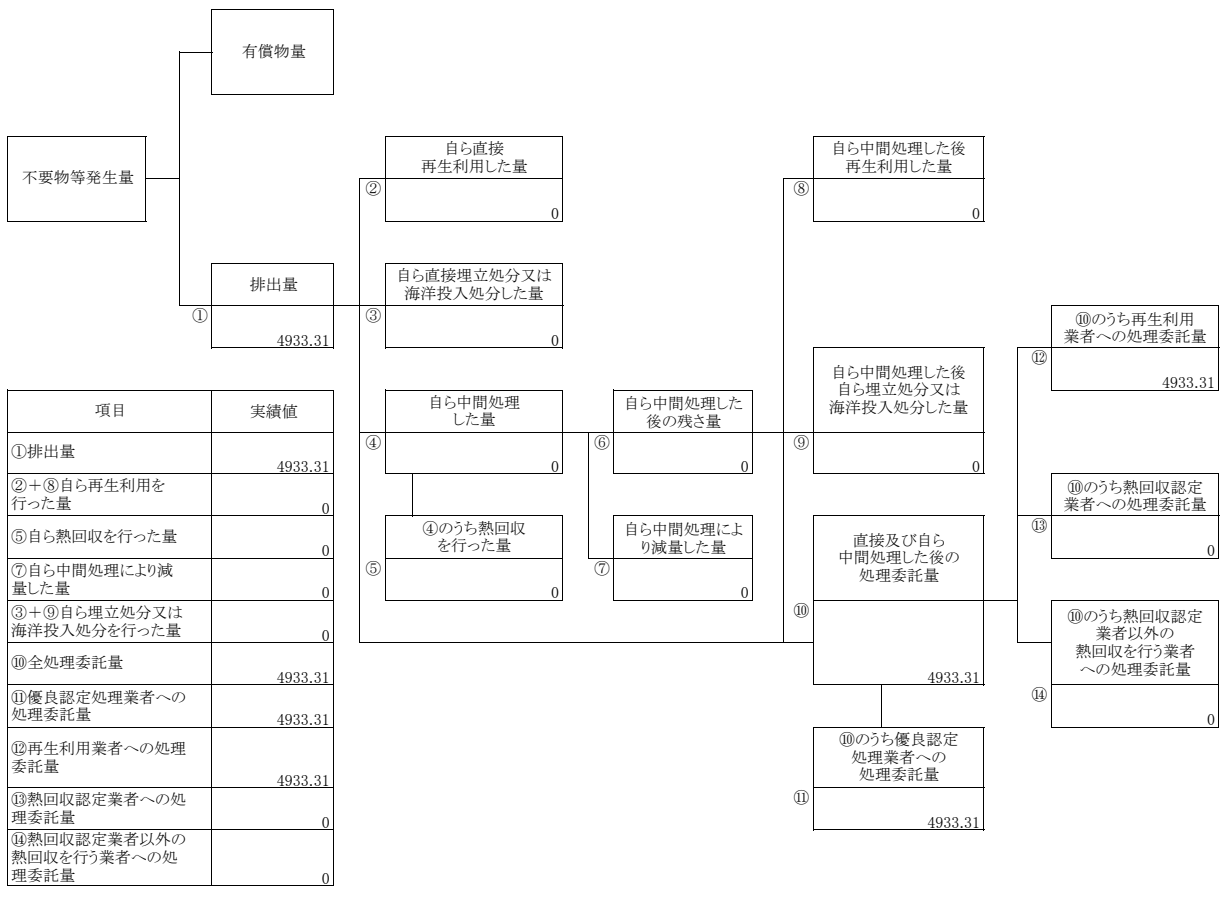 有償物量
不要物等発生量
排出量
①
4933.31
自ら直接
再生利用した量
②
0
自ら直接埋立処分又は
海洋投入処分した量
③
0
自ら中間処理
した量
④
0
④のうち熱回収
を行った量
⑤
0
自ら中間処理した
後の残さ量
⑥
0
自ら中間処理によ
り減量した量
⑦
0
自ら中間処理した後
再生利用した量
⑧
0
自ら中間処理した後
自ら埋立処分又は
海洋投入処分した量
⑨
0
直接及び自ら
中間処理した後の
処理委託量
⑩
4933.31
⑩のうち優良認定
処理業者への
処理委託量
⑪
4933.31
⑩のうち再生利用
業者への処理委託量
⑫
4933.31
⑩のうち熱回収認定
業者への処理委託量
⑬
0
⑩のうち熱回収認定
業者以外の
熱回収を行う業者
への処理委託量
⑭
0
項目 実績値
①排出量
4933.31
②+⑧自ら再生利用を
行った量
0
⑤自ら熱回収を行った量
0
⑦自ら中間処理により減
量した量
0
③+⑨自ら埋立処分又は
海洋投入処分を行った量
0
⑩全処理委託量
4933.31
⑪優良認定処理業者への
処理委託量
4933.31
⑫再生利用業者への処理
委託量
4933.31
⑬熱回収認定業者への処
理委託量
0
⑭熱回収認定業者以外の
熱回収を行う業者への処
理委託量
0